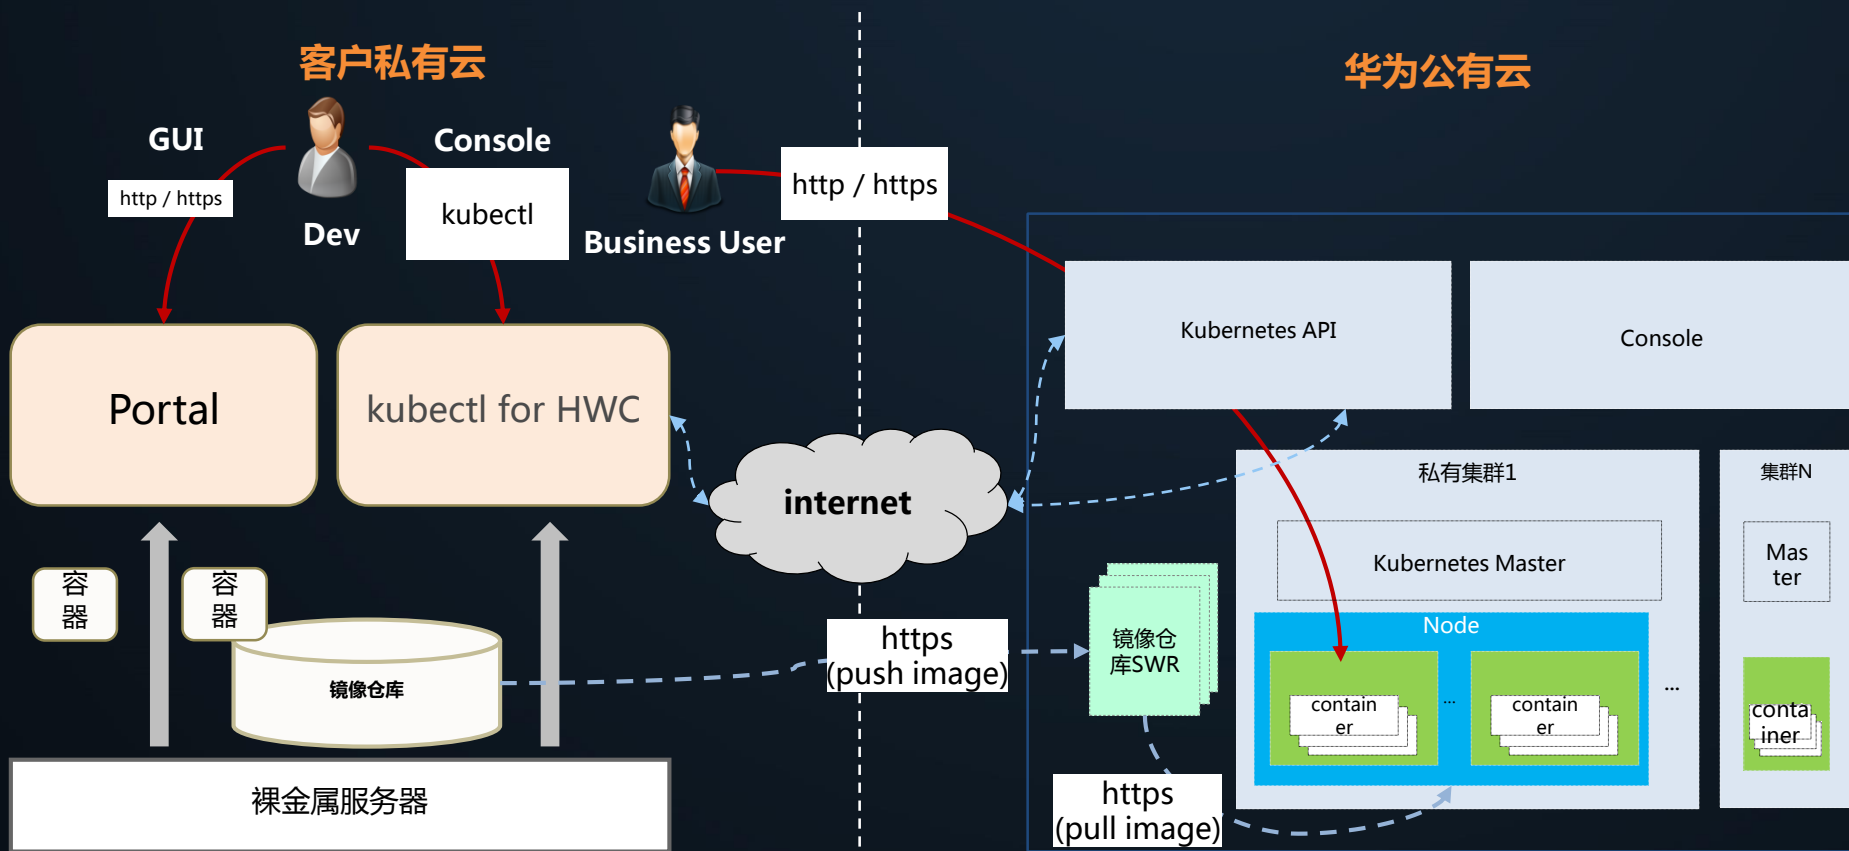 客户私有云
华为公有云
GUI
Console
http / https
kubectl
http / https
Dev
Business User
Portal
kubectl for HWC
Kubernetes API
Console
internet
私有集群1
集群N
容
器
容
器
Kubernetes Master
Mas
ter
镜像仓库
https
(push image)
镜像仓
库SWR
Node
contain
er
...
contain
er
...
conta
iner
裸金属服务器
https
(pull image)